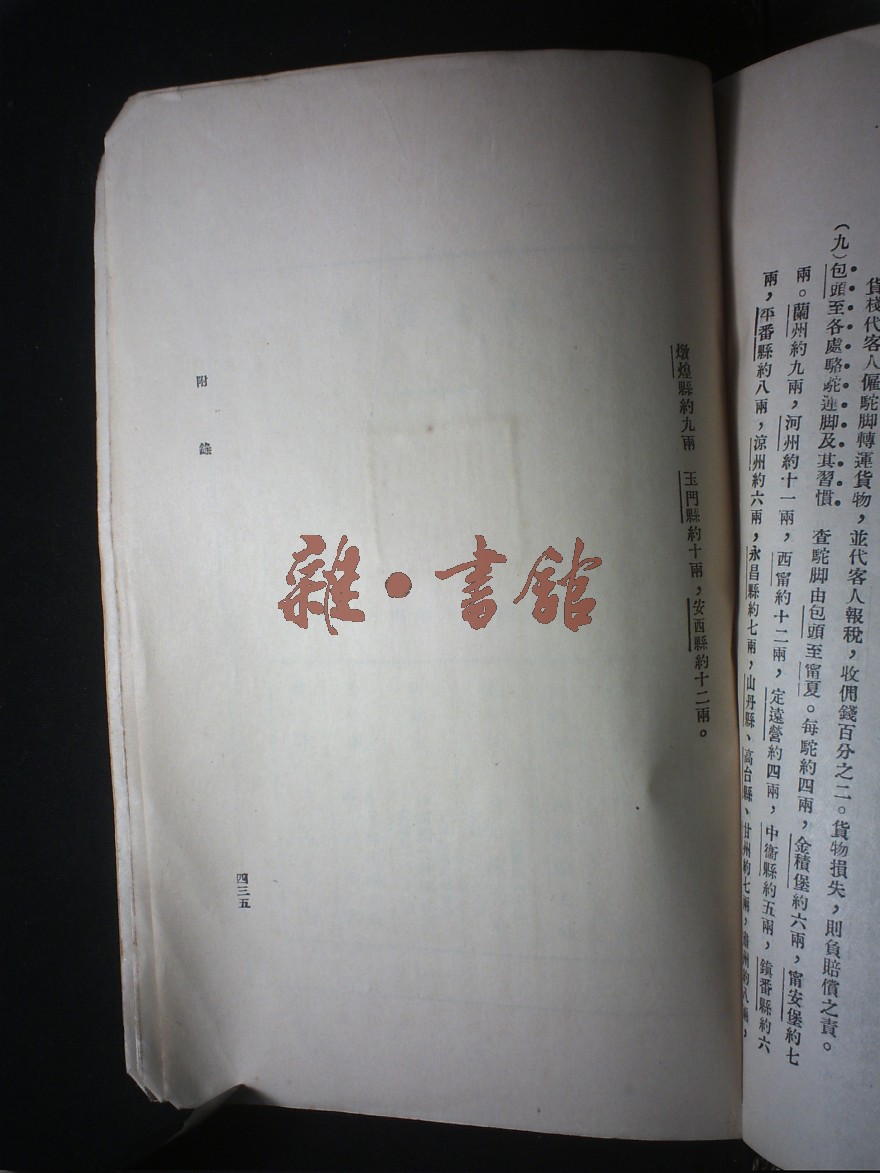 貨棧代客人僱駝脚轉運貨物，並代客人報稅，收佣錢百分之二。貨物損失，則負賠償之責。
（九）包頭至各處駱駝運脚及其習慣　查駝脚由包頭至甯夏。每駝約四兩，金積堡約六兩，甯安堡約七
兩。蘭州約九兩，河州約十一兩，西甯約十二兩，定遠營約四兩，中衞縣約五兩，鎮番縣約六
兩，平番縣約八兩，涼州約六兩，永昌縣約七兩，山丹縣、高台縣、甘州約七兩，肅州約八兩，
燉煌縣約九兩　玉門縣約十兩，安西縣約十二兩。
附錄
四三五
雜·書館